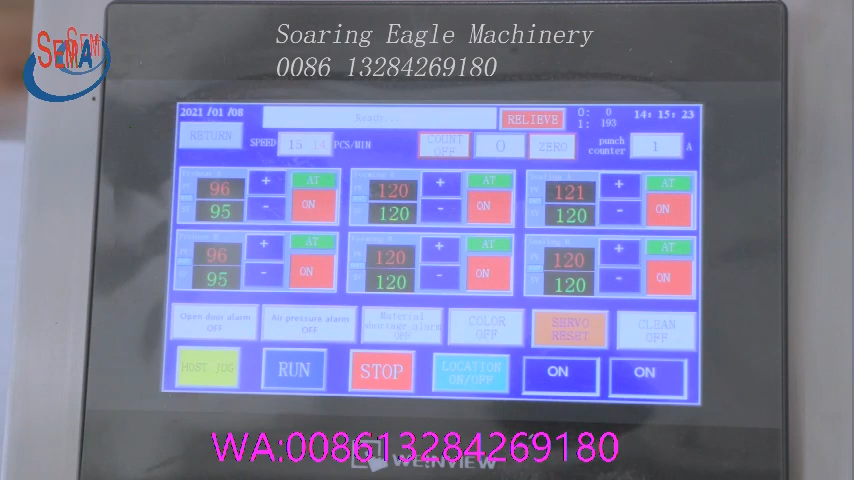 Soaring Eagle Machinery
0086 13284269180
SEMA
2021/01/08
Ready...
RELIEVE
0: 0
1: 193
14:15:23
RETURN
SPEED 15 14 PCS/MIN
COUNT OFF
0
ZERO
punch counter
1
A
96 + AT
95 - ON
120 + AT
120 - ON
121 + AT
120 - ON
96 + AT
95 - ON
120 + AT
120 - ON
120 + AT
120 - ON
Open door alarm OFF
Air pressure alarm OFF
Material shortage alarm OFF
COLOR OFF
SERVO RESET
CLEAN OFF
HOST JOG
RUN
STOP
LOCATION ON/OFF
ON
ON
WA:008613284269180
WEINVIEW